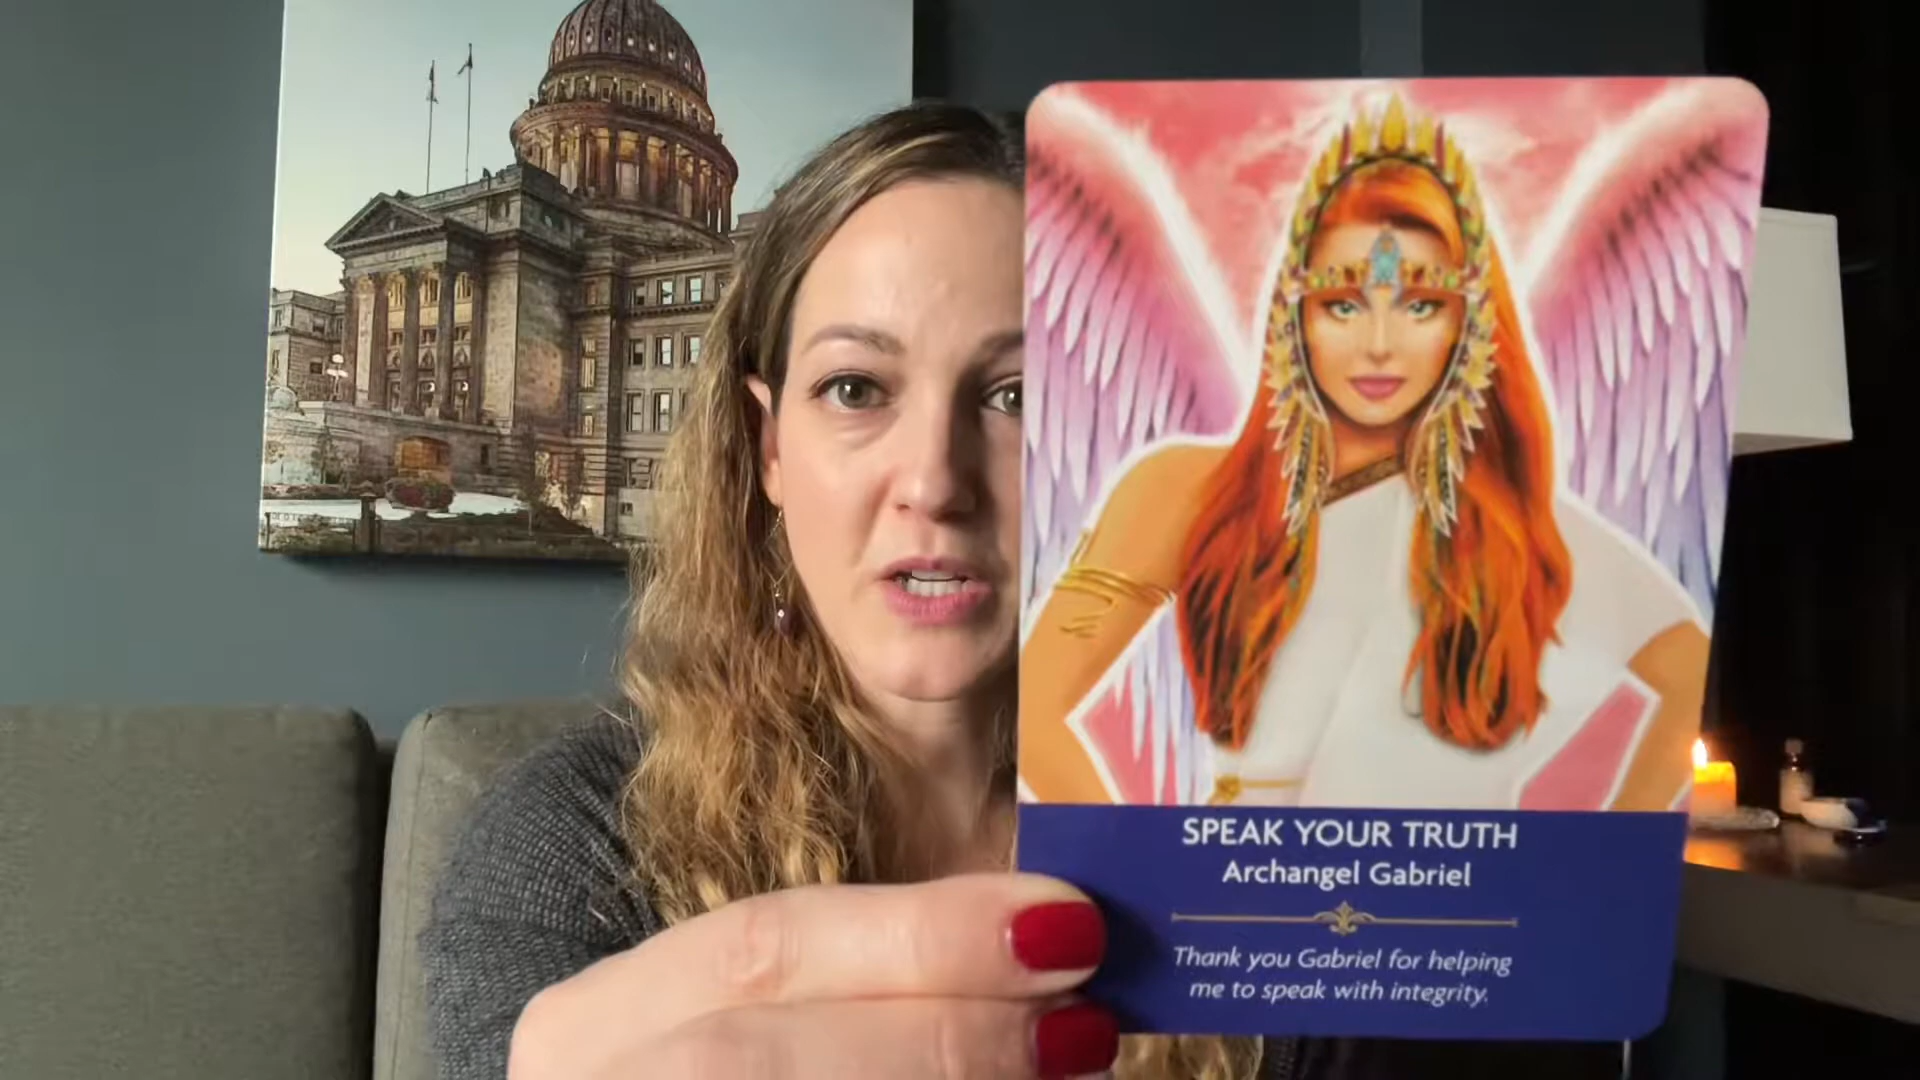 SPEAK YOUR TRUTH
Archangel Gabriel
Thank you Gabriel for helping
me to speak with integrity.